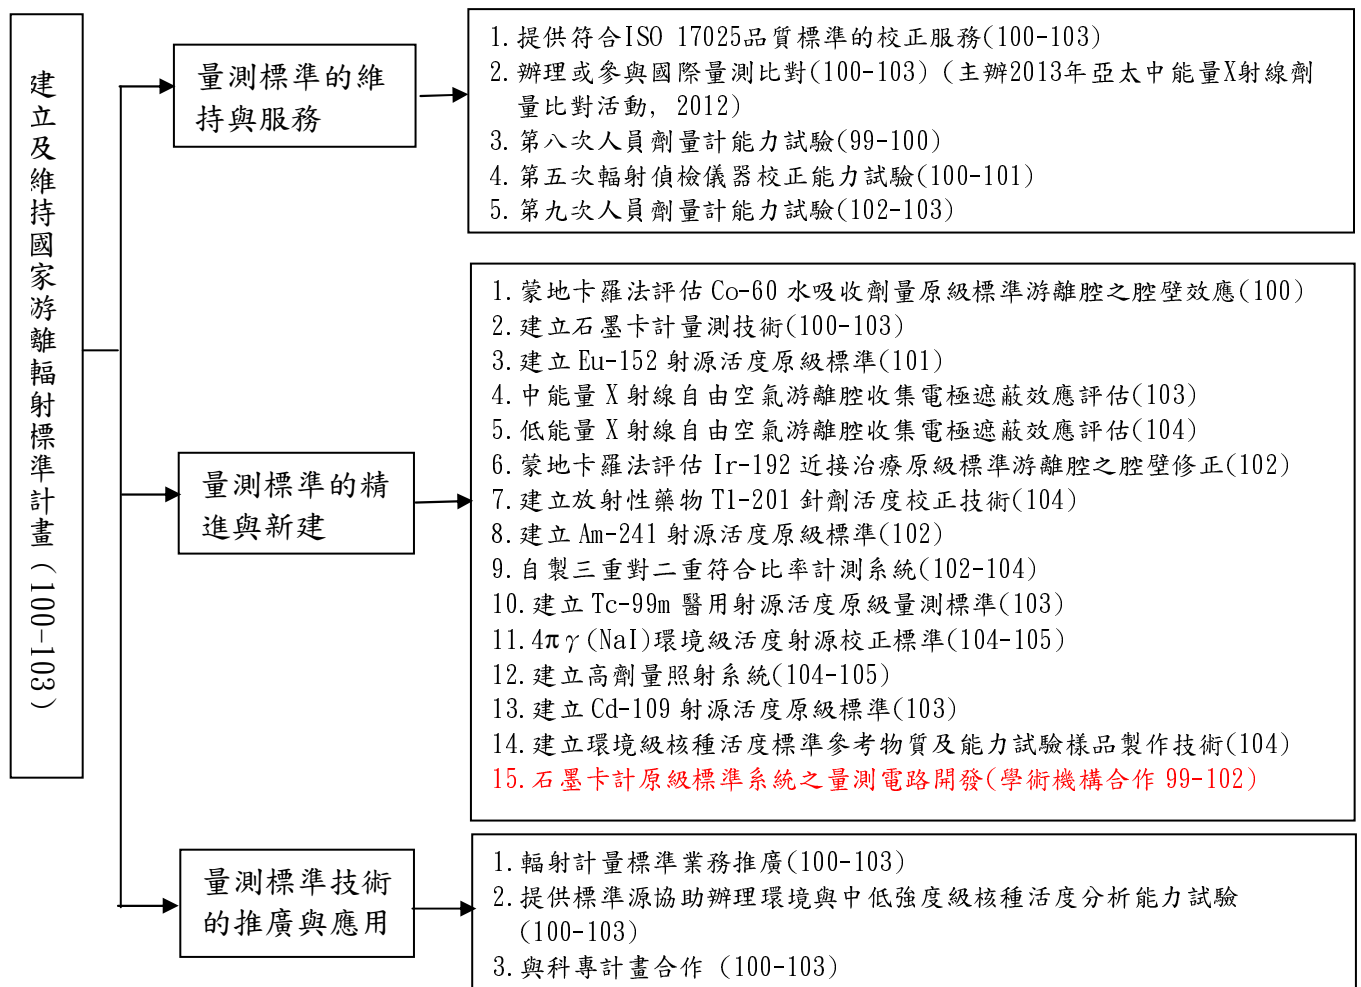 建立及維持國家游離輻射標準計畫(100-103)
量測標準的維
持與服務
1.提供符合ISO 17025品質標準的校正服務(100-103)
2.辦理或參與國際量測比對(100-103) (主辦2013年亞太中能量X射線劑
量比對活動, 2012)
3.第八次人員劑量計能力試驗(99-100)
4.第五次輻射偵檢儀器校正能力試驗(100-101)
5.第九次人員劑量計能力試驗(102-103)
量測標準的精
進與新建
1.蒙地卡羅法評估 Co-60 水吸收劑量原級標準游離腔之腔壁效應(100)
2.建立石墨卡計量測技術(100-103)
3.建立 Eu-152 射源活度原級標準(101)
4.中能量 X 射線自由空氣游離腔收集電極遮蔽效應評估(103)
5.低能量 X 射線自由空氣游離腔收集電極遮蔽效應評估(104)
6.蒙地卡羅法評估 Ir-192 近接治療原級標準游離腔之腔壁修正(102)
7.建立放射性藥物 Tl-201 針劑活度校正技術(104)
8.建立 Am-241 射源活度原級標準(102)
9.自製三重對二重符合比率計測系統(102-104)
10.建立 Tc-99m 醫用射源活度原級量測標準(103)
11.4πγ(NaI)環境級活度射源校正標準(104-105)
12.建立高劑量照射系統(104-105)
13.建立 Cd-109 射源活度原級標準(103)
14.建立環境級核種活度標準參考物質及能力試驗樣品製作技術(104)
15.石墨卡計原級標準系統之量測電路開發(學術機構合作 99-102)
量測標準技術
的推廣與應用
1.輻射計量標準業務推廣(100-103)
2.提供標準源協助辦理環境與中低強度級核種活度分析能力試驗
(100-103)
3.與科專計畫合作 (100-103)